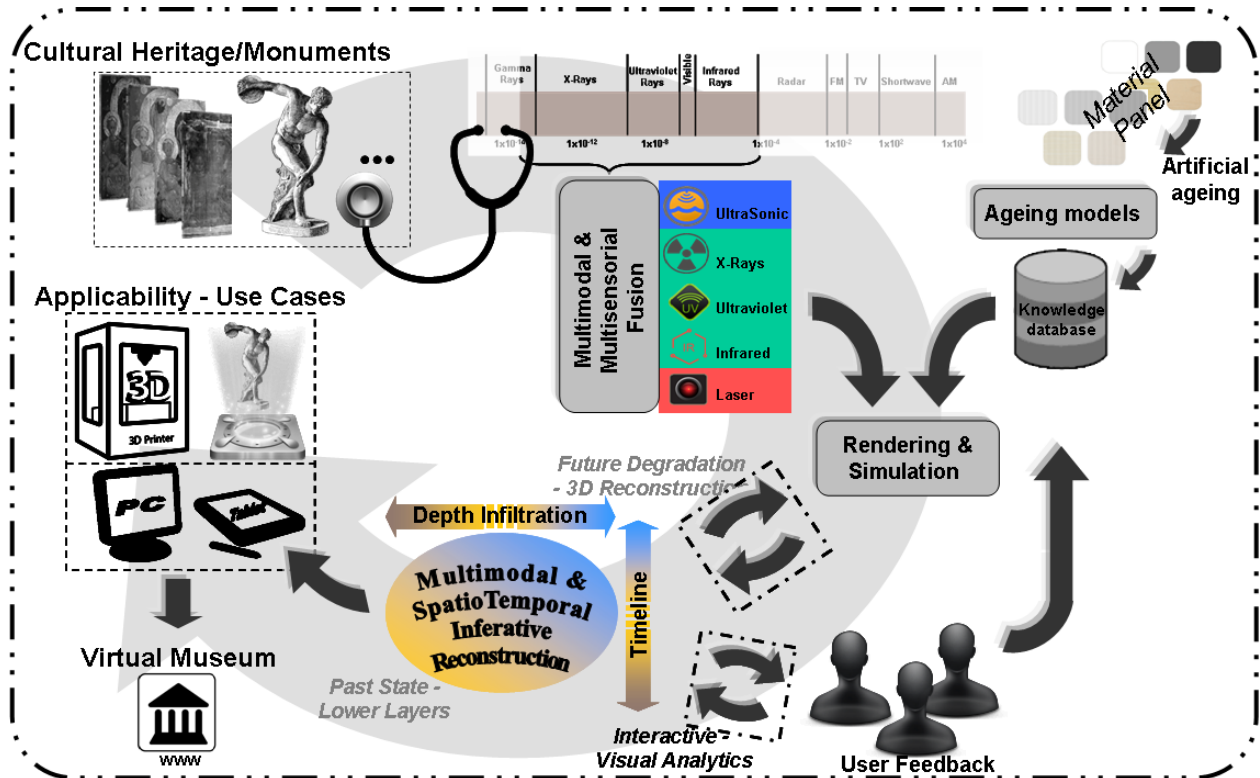 Cultural Heritage/Monuments
Gamma
Rays
X-Rays
Ultraviolet
Rays
Visible
Infrared
Rays
Radar
FM
TV
Shortwave
AM
1x10-14
1x10-12
1x10-8
1x10-4
1x10-2
1x102
1x104
Material
Panel
Artificial
ageing
Ageing models
Knowledge
database
Multimodal &
Multisensorial
Fusion
UltraSonic
X-Rays
UV
Ultraviolet
IR
Infrared
Laser
Applicability - Use Cases
3D
3D Printer
PC
Tablet
Rendering &
Simulation
Future Degradation
- 3D Reconstruction
Depth Infiltration
Timeline
Multimodal &
SpatioTemporal
Inferative
Reconstruction
Past State -
Lower Layers
Virtual Museum
www
Interactive -
Visual Analytics
User Feedback